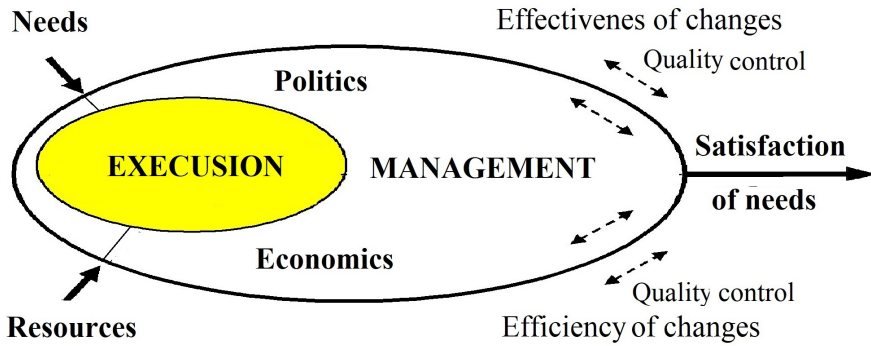 Needs
Effectivenes of changes
Quality control
Politics
EXECUSION
MANAGEMENT
Satisfaction
of needs
Economics
Quality control
Resources
Efficiency of changes